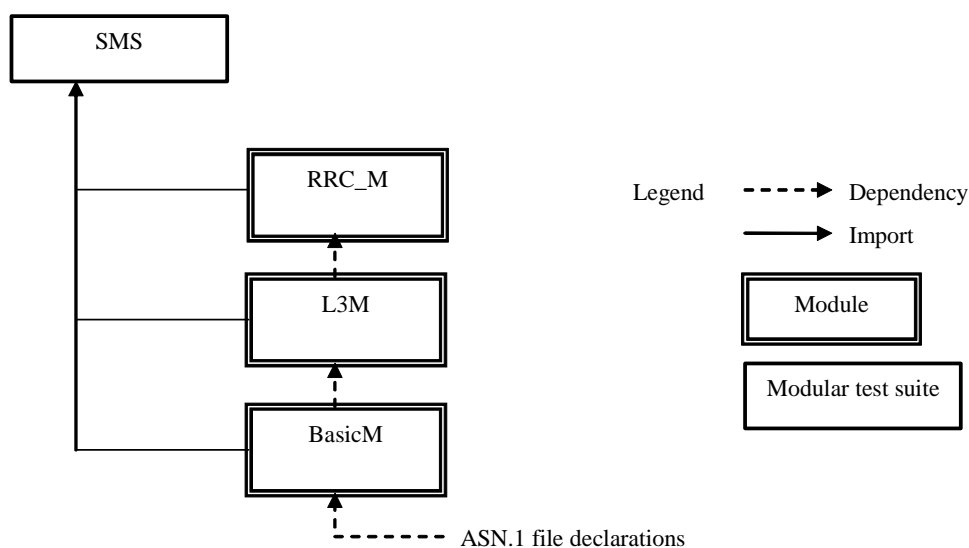 SMS
RRC_M
Legend
Dependency
Import
L3M
Module
Modular test suite
BasicM
ASN.1 file declarations